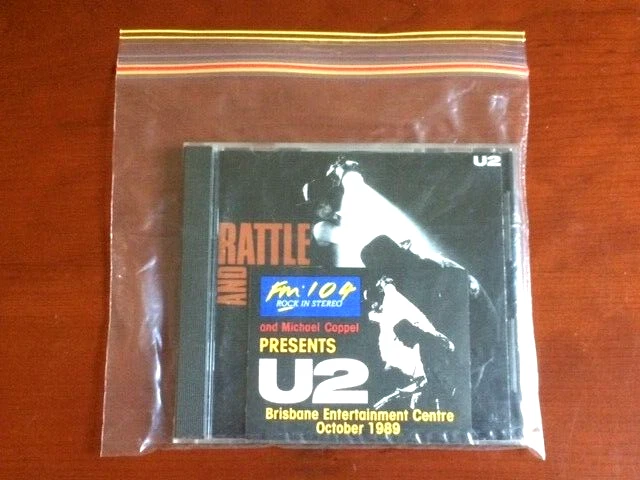 U2
RATTLE
AND
Fm·104
ROCK IN STEREO
and Michael Coppel
PRESENTS
U2
Brisbane Entertainment Centre
October 1989